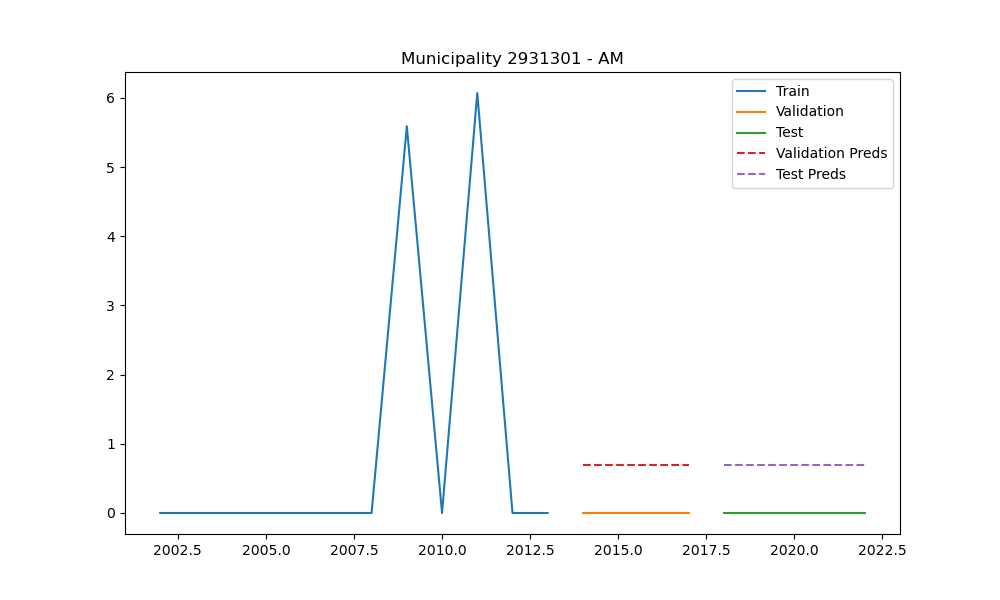 Municipality 2931301 - AM
Train
Validation
Test
Validation Preds
Test Preds
6
5
4
3
2
1
0
2002.5 2005.0 2007.5 2010.0 2012.5 2015.0 2017.5 2020.0 2022.5